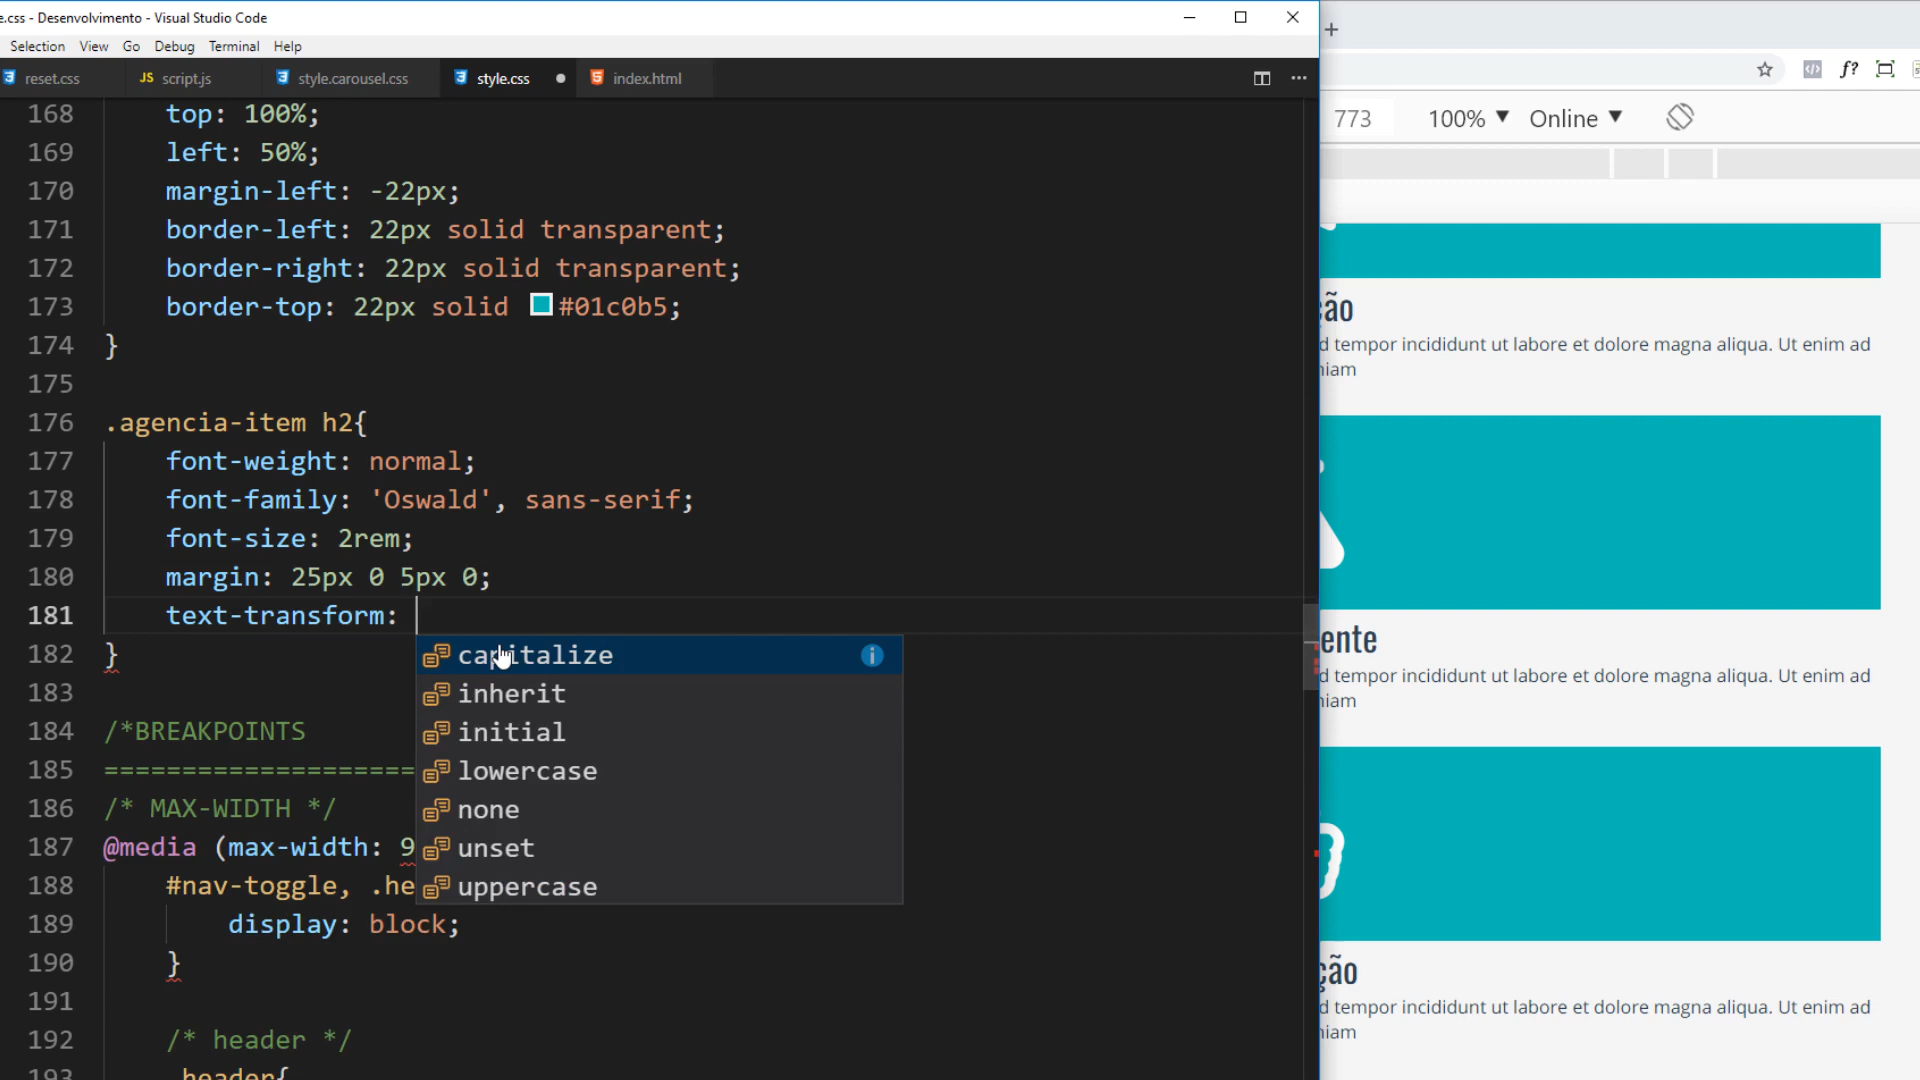 e.css - Desenvolvimento - Visual Studio Code
Selection View Go Debug Terminal Help
reset.css JS script.js style.carousel.css style.css index.html
168 top: 100%;
169 left: 50%;
170 margin-left: -22px;
171 border-left: 22px solid transparent;
172 border-right: 22px solid transparent;
173 border-top: 22px solid #01c0b5;
174 }
175
176 .agencia-item h2{
177 font-weight: normal;
178 font-family: 'Oswald', sans-serif;
179 font-size: 2rem;
180 margin: 25px 0 5px 0;
181 text-transform:
182 }
183
184 /*BREAKPOINTS
185 ====================
186 /* MAX-WIDTH */
187 @media (max-width: 9
188 #nav-toggle, .he
189 display: block;
190 }
191
192 /* header */
193 header{
capitalize
inherit
initial
lowercase
none
unset
uppercase
773 100% Online
f?
ção
d tempor incididunt ut labore et dolore magna aliqua. Ut enim ad
niam
ente
d tempor incididunt ut labore et dolore magna aliqua. Ut enim ad
niam
ção
d tempor incididunt ut labore et dolore magna aliqua. Ut enim ad
niam